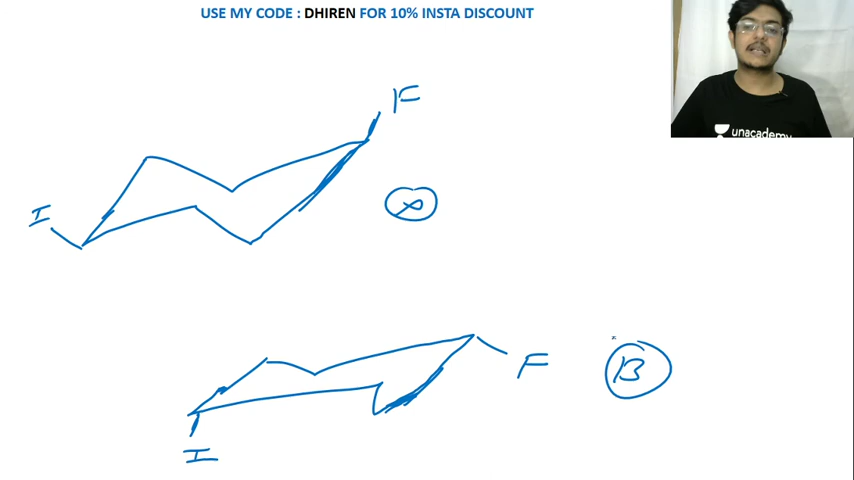 USE MY CODE : DHIREN FOR 10% INSTA DISCOUNT
unacademy
F
I
∞
F
B
I